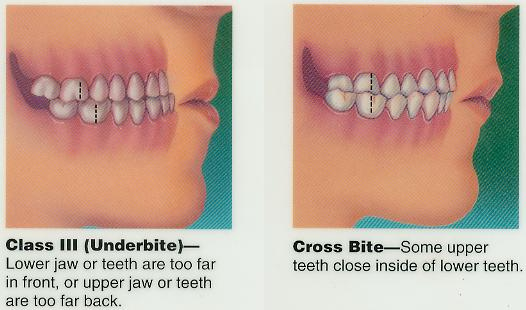 Class III (Underbite)—
Lower jaw or teeth are too far
in front, or upper jaw or teeth
are too far back.
Cross Bite—Some upper
teeth close inside of lower teeth.